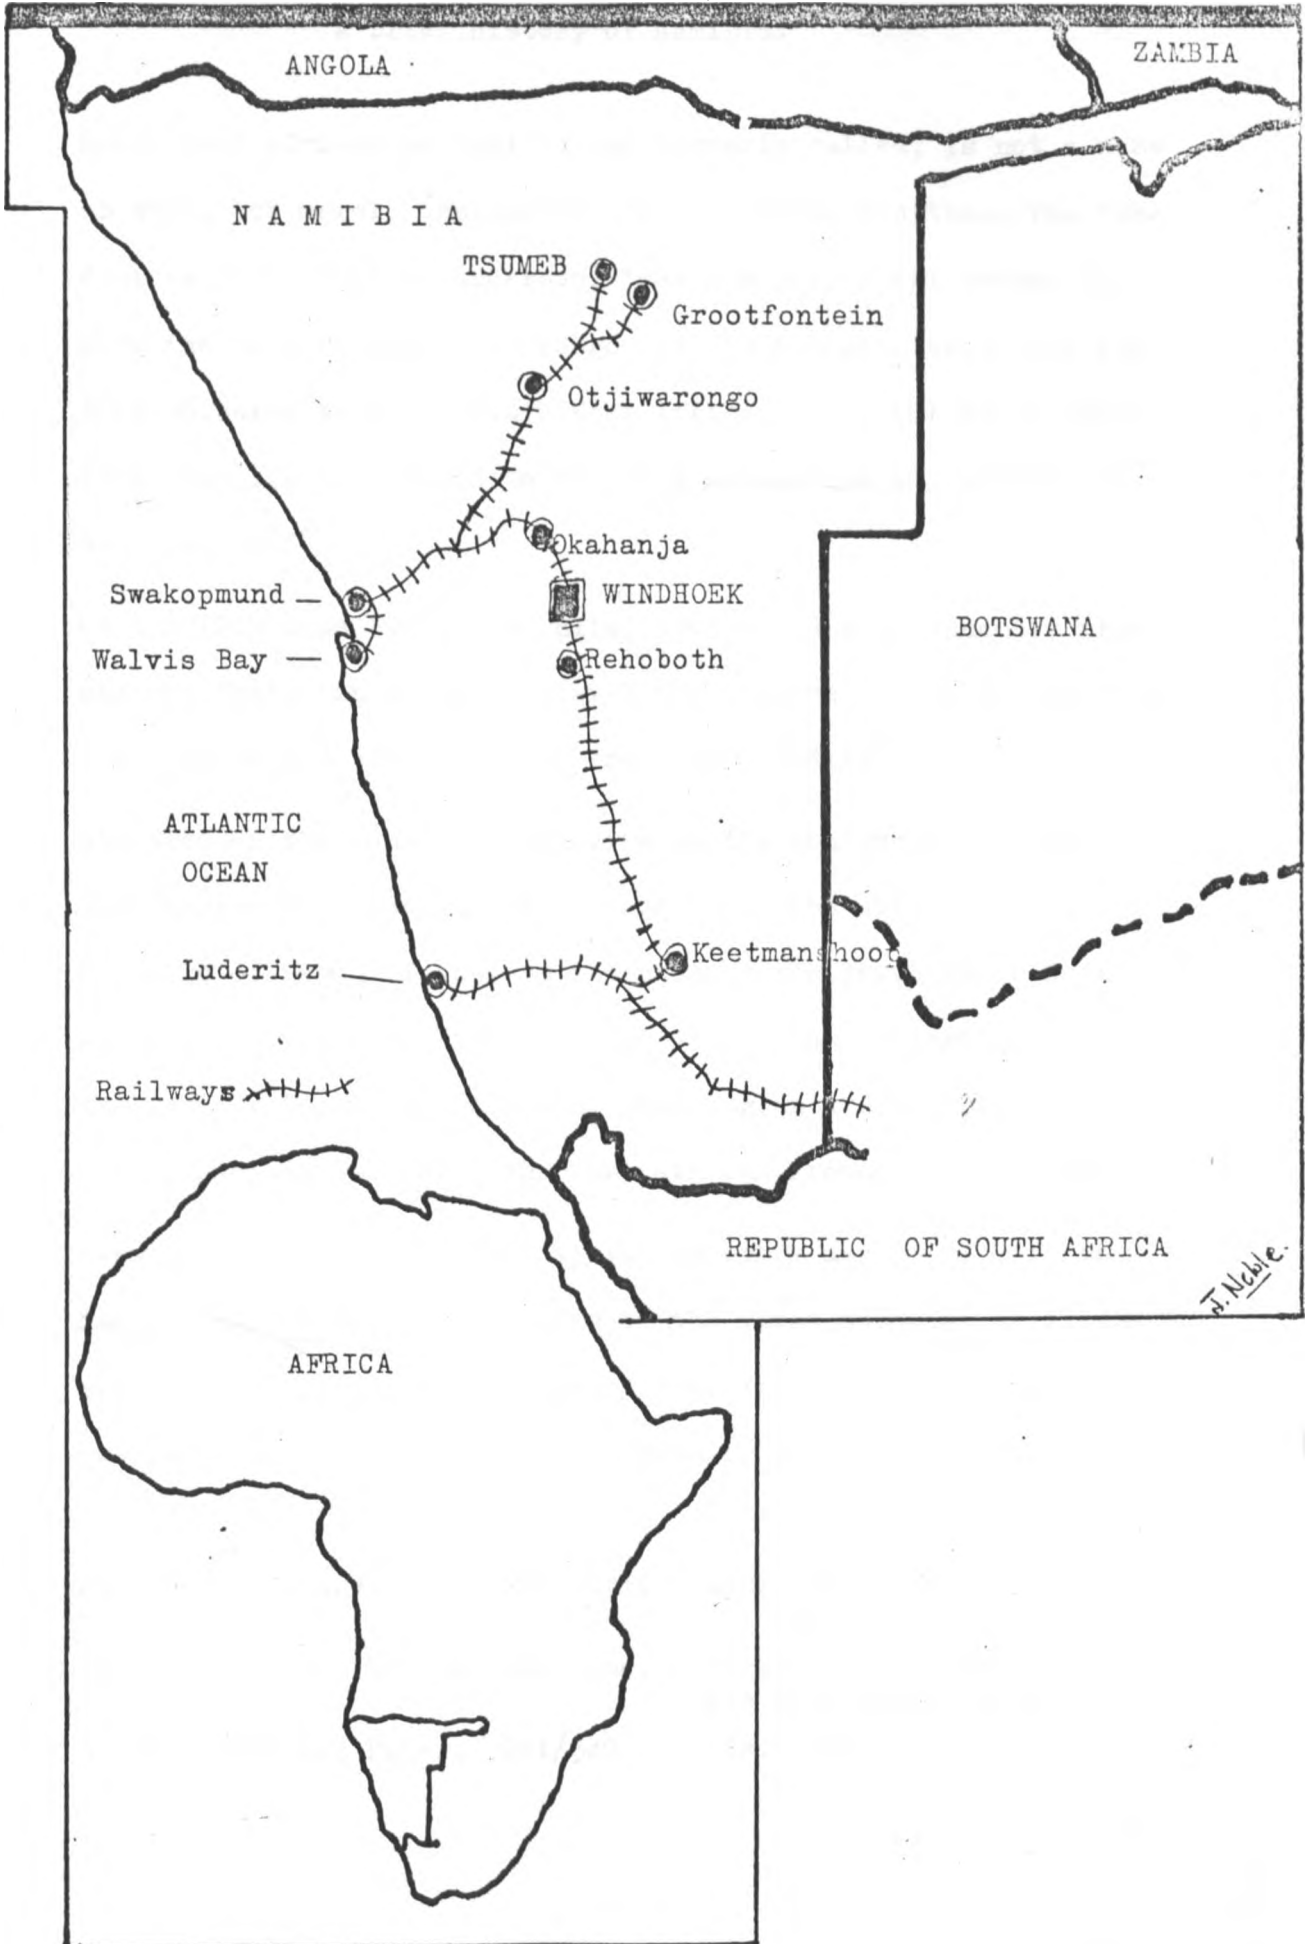 ANGOLA
ZAMBIA
NAMIBIA
TSUMEB
Grootfontein
Otjiwarongo
Okahanja
Swakopmund
WINDHOEK
BOTSWANA
Walvis Bay
Rehoboth
ATLANTIC
OCEAN
Keetmanshoop
Luderitz
Railways
REPUBLIC OF SOUTH AFRICA
J. Noble.
AFRICA